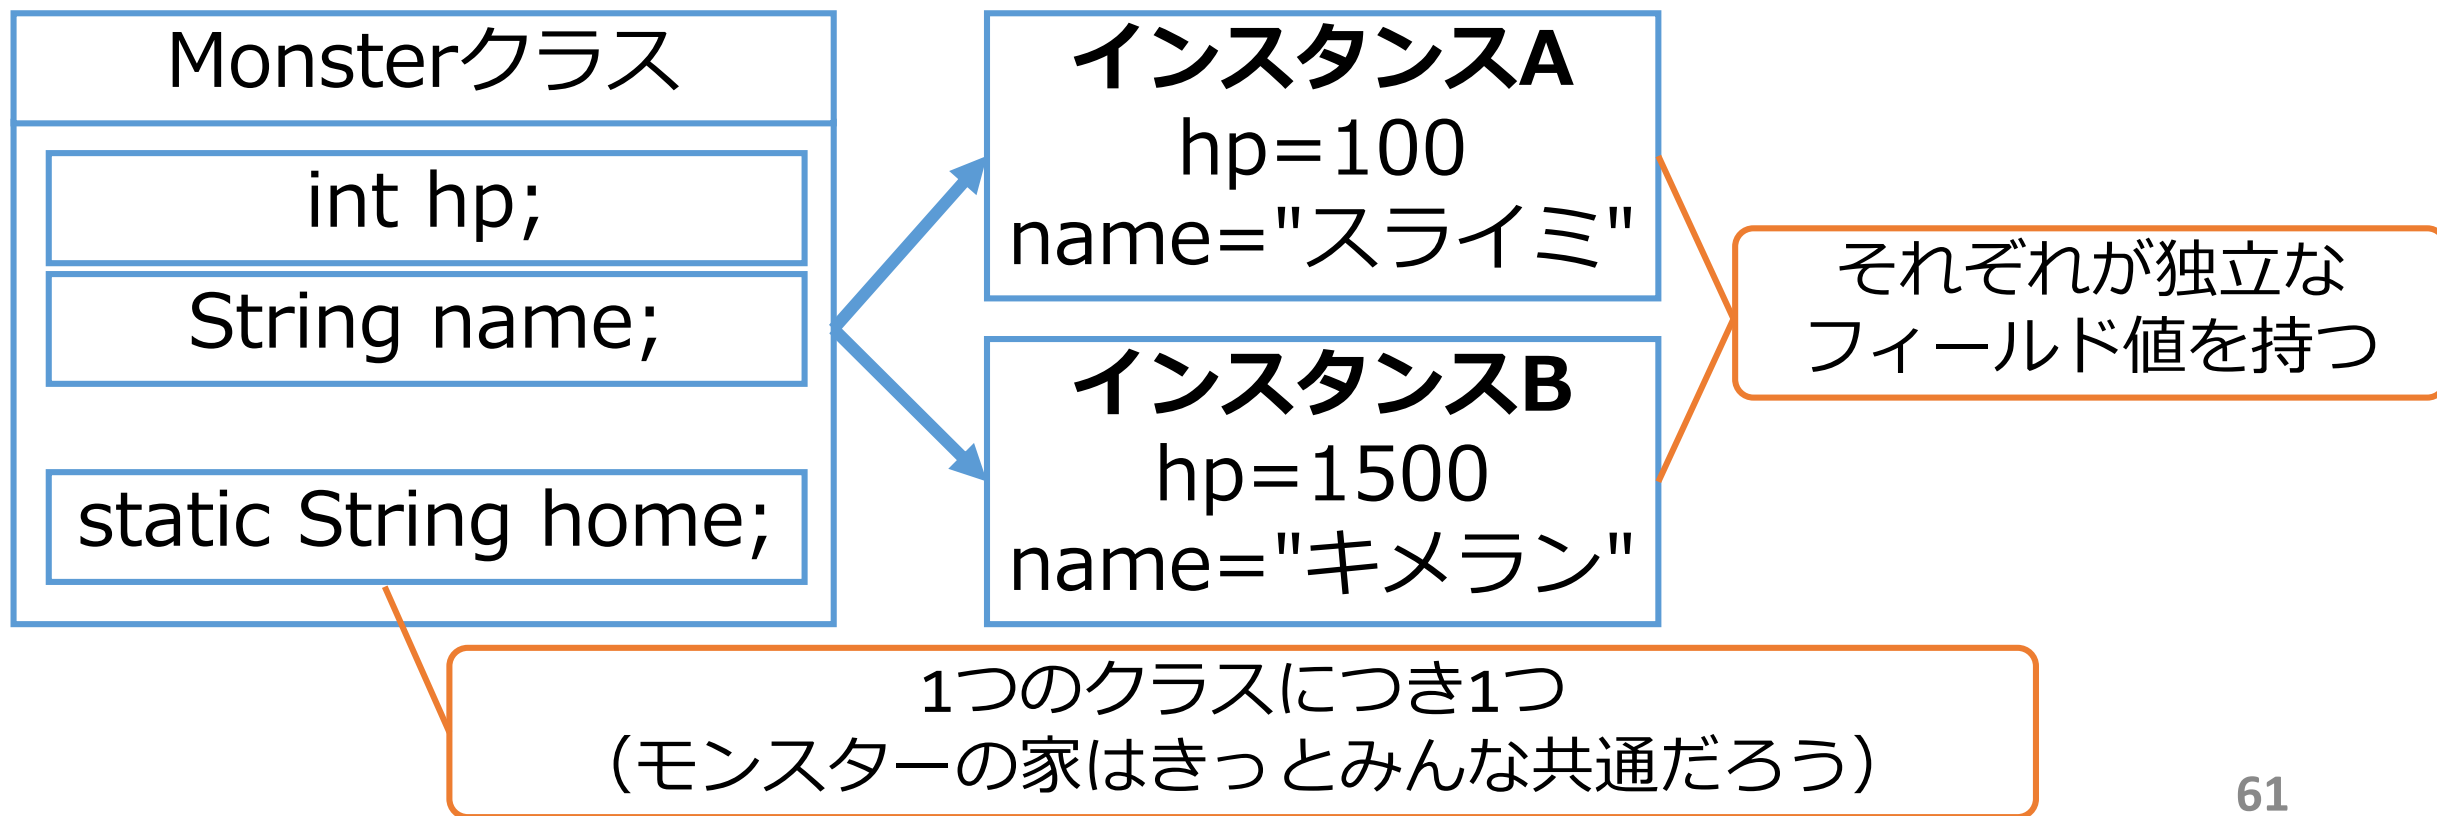 Monsterクラス
int hp;
String name;
static String home;
インスタンスA
hp=100
name="スライミ"
インスタンスB
hp=1500
name="キメラン"
それぞれが独立な
フィールド値を持つ
1つのクラスにつき1つ
（モンスターの家はきっとみんな共通だろう）
61